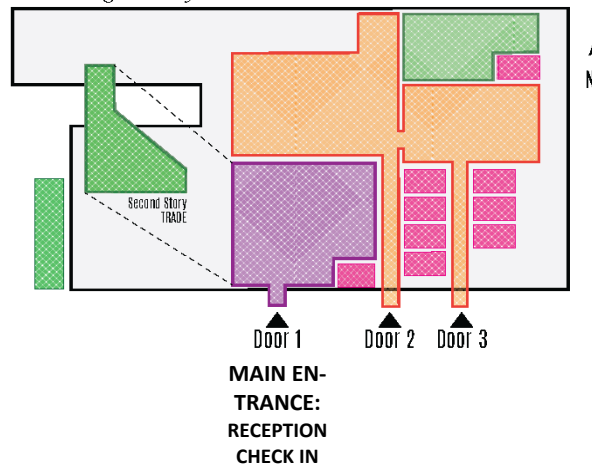 Second Story
TRADE
Door 1
Door 2
Door 3
MAIN EN-
TRANCE:
RECEPTION
CHECK IN